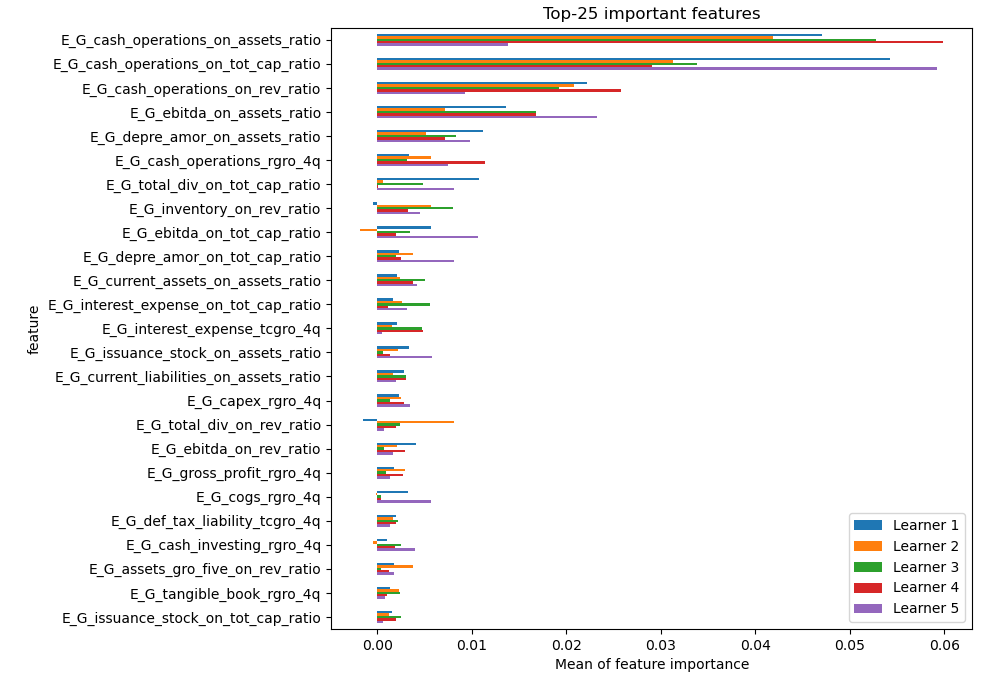 Top-25 important features
E_G_cash_operations_on_assets_ratio
E_G_cash_operations_on_tot_cap_ratio
E_G_cash_operations_on_rev_ratio
E_G_ebitda_on_assets_ratio
E_G_depre_amor_on_assets_ratio
E_G_cash_operations_rgro_4q
E_G_total_div_on_tot_cap_ratio
E_G_inventory_on_rev_ratio
E_G_ebitda_on_tot_cap_ratio
E_G_depre_amor_on_tot_cap_ratio
E_G_current_assets_on_assets_ratio
E_G_interest_expense_on_tot_cap_ratio
E_G_interest_expense_tcgro_4q
E_G_issuance_stock_on_assets_ratio
E_G_current_liabilities_on_assets_ratio
E_G_capex_rgro_4q
E_G_total_div_on_rev_ratio
E_G_ebitda_on_rev_ratio
E_G_gross_profit_rgro_4q
E_G_cogs_rgro_4q
E_G_def_tax_liability_tcgro_4q
E_G_cash_investing_rgro_4q
E_G_assets_gro_five_on_rev_ratio
E_G_tangible_book_rgro_4q
E_G_issuance_stock_on_tot_cap_ratio
feature
Learner 1
Learner 2
Learner 3
Learner 4
Learner 5
0.00 0.01 0.02 0.03 0.04 0.05 0.06
Mean of feature importance